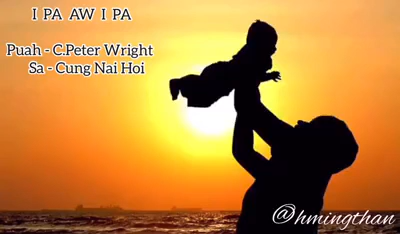 I PA AW I PA
Puah - C.Peter Wright
Sa - Cung Nai Hoi
@hmingthan